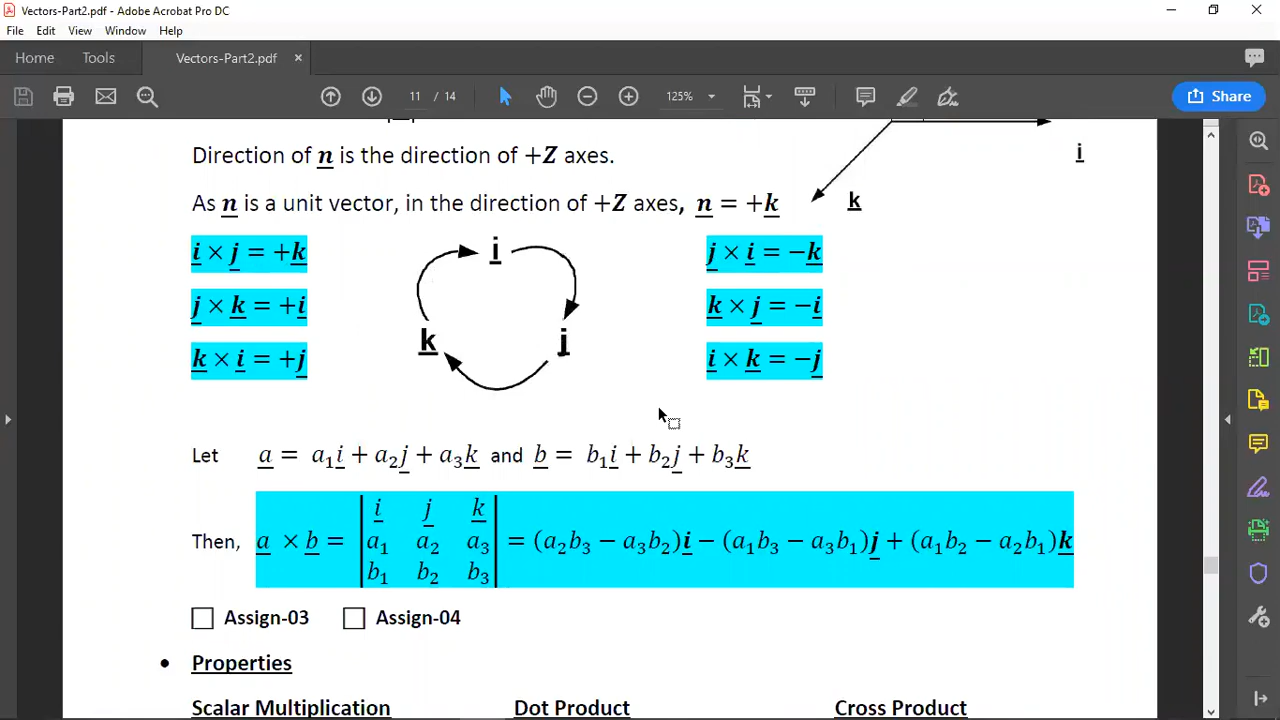 Vectors-Part2.pdf - Adobe Acrobat Pro DC
File Edit View Window Help
Home Tools Vectors-Part2.pdf ×
11 / 14 125% Share
Direction of n is the direction of +Z axes.
i
As n is a unit vector, in the direction of +Z axes, n = +k
k
i × j = +k
i
j × i = −k
j × k = +i
k × j = −i
k
j
k × i = +j
i × k = −j
Let a = a₁i + a₂j + a₃k and b = b₁i + b₂j + b₃k
i j k
Then, a × b = a₁ a₂ a₃ = (a₂b₃ − a₃b₂)i − (a₁b₃ − a₃b₁)j + (a₁b₂ − a₂b₁)k
b₁ b₂ b₃
Assign-03 Assign-04
• Properties
Scalar Multiplication Dot Product Cross Product